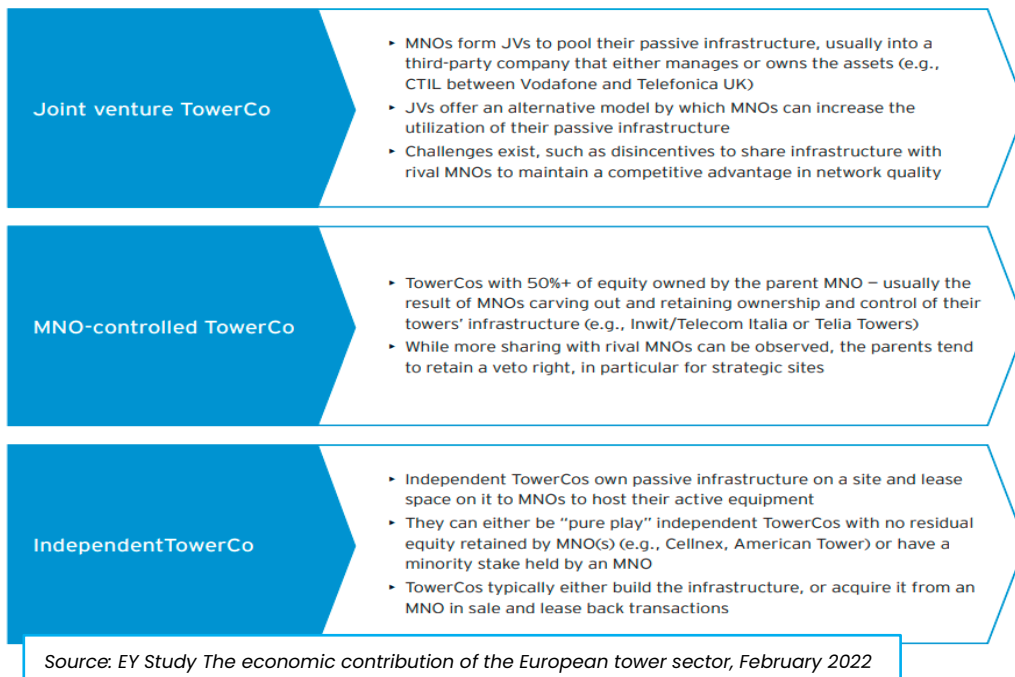 Joint venture TowerCo
‣ MNOs form JVs to pool their passive infrastructure, usually into a
third-party company that either manages or owns the assets (e.g.,
CTIL between Vodafone and Telefonica UK)
‣ JVs offer an alternative model by which MNOs can increase the
utilization of their passive infrastructure
‣ Challenges exist, such as disincentives to share infrastructure with
rival MNOs to maintain a competitive advantage in network quality
MNO-controlled TowerCo
‣ TowerCos with 50%+ of equity owned by the parent MNO – usually the
result of MNOs carving out and retaining ownership and control of their
towers' infrastructure (e.g., Inwit/Telecom Italia or Telia Towers)
‣ While more sharing with rival MNOs can be observed, the parents tend
to retain a veto right, in particular for strategic sites
IndependentTowerCo
‣ Independent TowerCos own passive infrastructure on a site and lease
space on it to MNOs to host their active equipment
‣ They can either be "pure play" independent TowerCos with no residual
equity retained by MNO(s) (e.g., Cellnex, American Tower) or have a
minority stake held by an MNO
‣ TowerCos typically either build the infrastructure, or acquire it from an
MNO in sale and lease back transactions
Source: EY Study The economic contribution of the European tower sector, February 2022